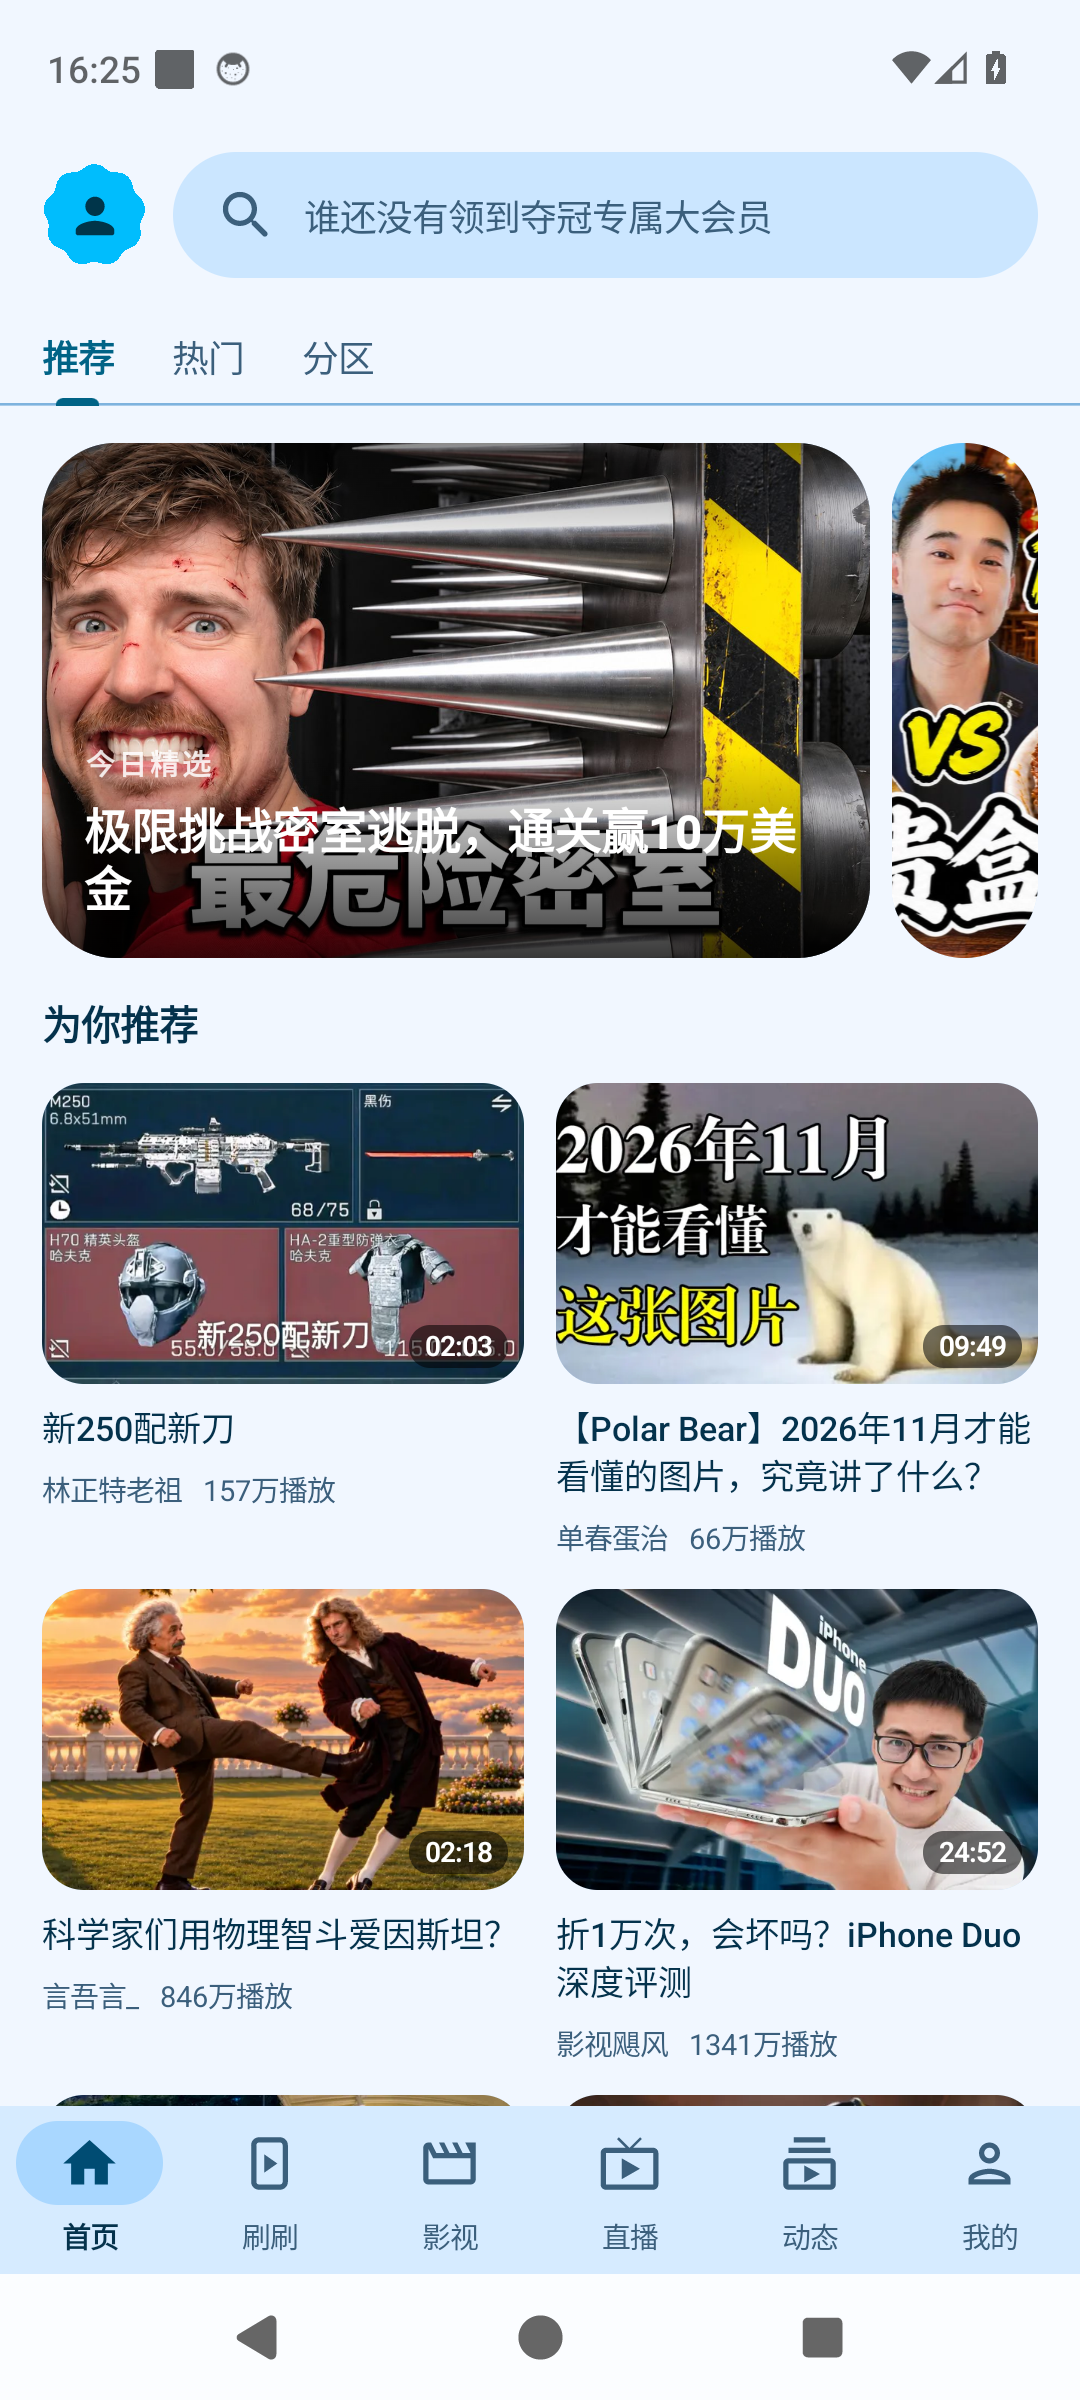 16:25
谁还没有领到夺冠专属大会员
推荐 热门 分区
今日精选
极限挑战密室逃脱，通关赢10万美
金
最危险密室
VS
贵盒
为你推荐
M250
6.8x51mm
黑伤
68/75
H70 精英头盔
哈夫克
HA-2重型防弹衣
哈夫克
新250配新刀
02:03
2026年11月
才能看懂
这张图片
09:49
新250配新刀
林正特老祖 157万播放
【Polar Bear】2026年11月才能
看懂的图片，究竟讲了什么？
单春蛋治 66万播放
02:18
iPhone
DUO
24:52
科学家们用物理智斗爱因斯坦？
言吾言_ 846万播放
折1万次，会坏吗？iPhone Duo
深度评测
影视飓风 1341万播放
首页 刷刷 影视 直播 动态 我的